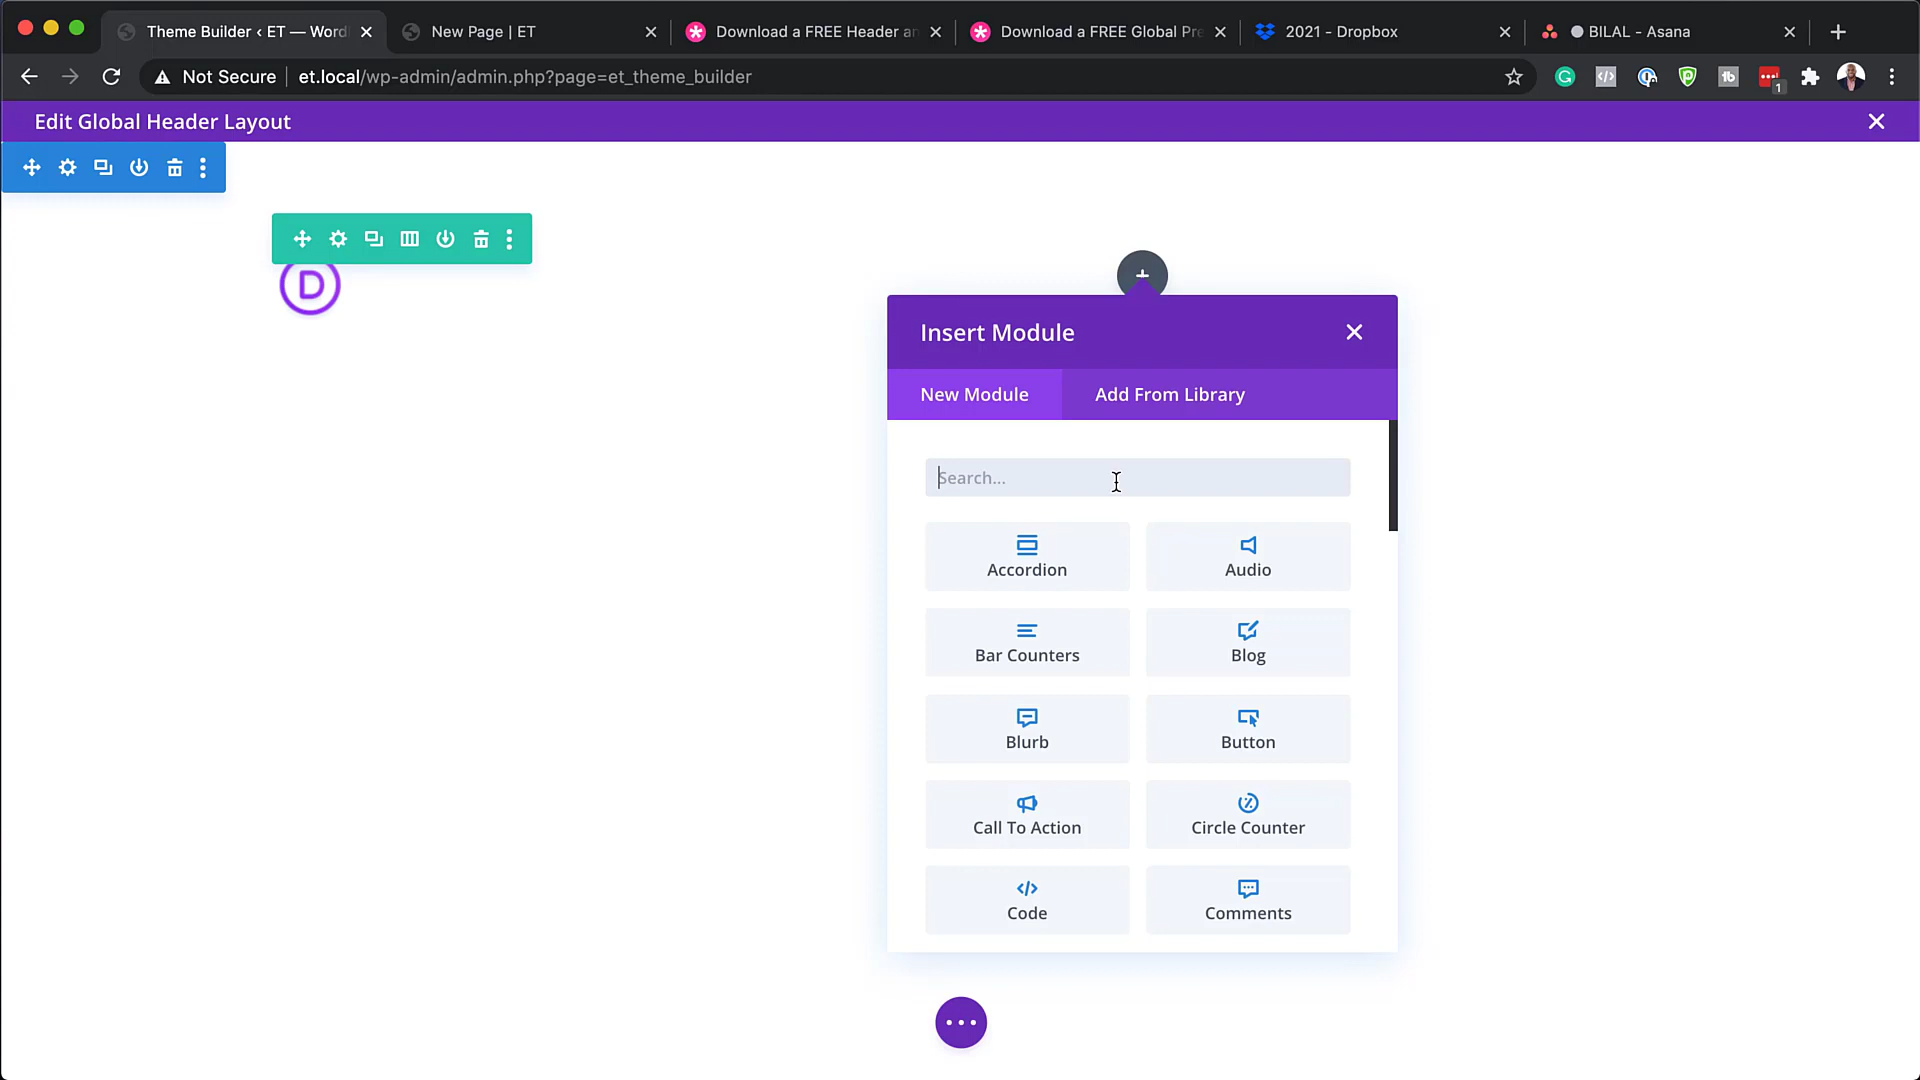 Theme Builder ‹ ET — Word
New Page | ET
Download a FREE Header an
Download a FREE Global Pre
2021 - Dropbox
BILAL - Asana
Not Secure
et.local/wp-admin/admin.php?page=et_theme_builder
1
Edit Global Header Layout
D
Insert Module
New Module
Add From Library
Search...
Accordion
Audio
Bar Counters
Blog
Blurb
Button
Call To Action
Circle Counter
Code
Comments